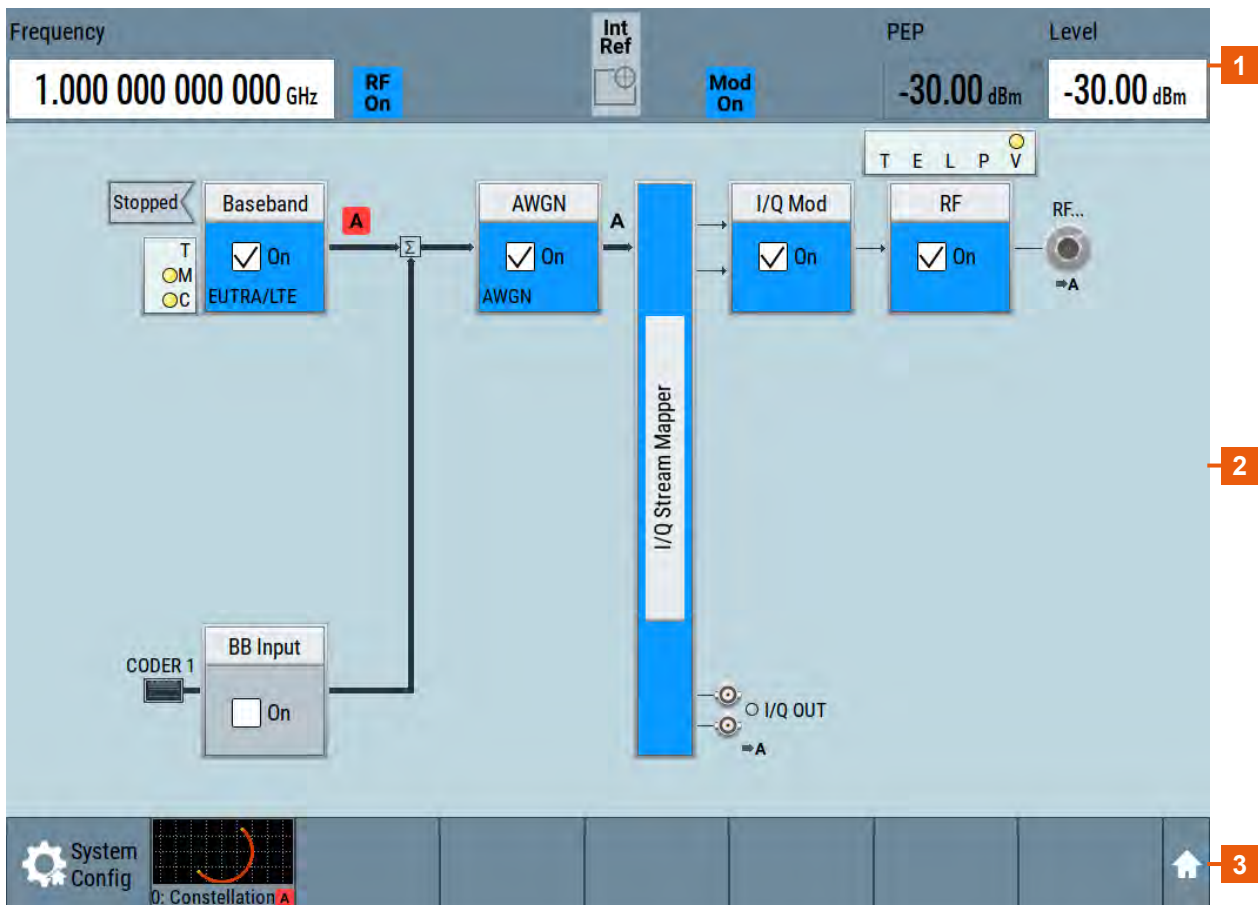 Frequency
Int
Ref
PEP
Level
1
1.000 000 000 000 GHz
RF
On
Mod
On
-30.00 dBm
-30.00 dBm
T E L P V
Stopped
Baseband
A
AWGN
A
I/Q Mod
RF
RF...
T
M
C
On
EUTRA/LTE
Σ
On
AWGN
On
On
⇒A
I/Q Stream Mapper
2
BB Input
CODER 1
On
I/Q OUT
⇒A
System
Config
0: Constellation A
3